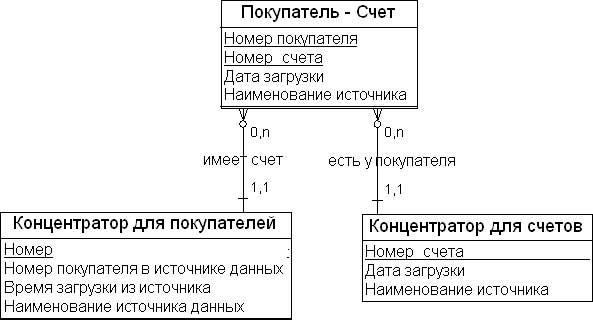 Покупатель - Счет
Номер покупателя
Номер счета
Дата загрузки
Наименование источника
0,n
0,n
имеет счет
есть у покупателя
1,1
1,1
Концентратор для покупателей
Номер
Номер покупателя в источнике данных
Время загрузки из источника
Наименование источника данных
Концентратор для счетов
Номер счета
Дата загрузки
Наименование источника